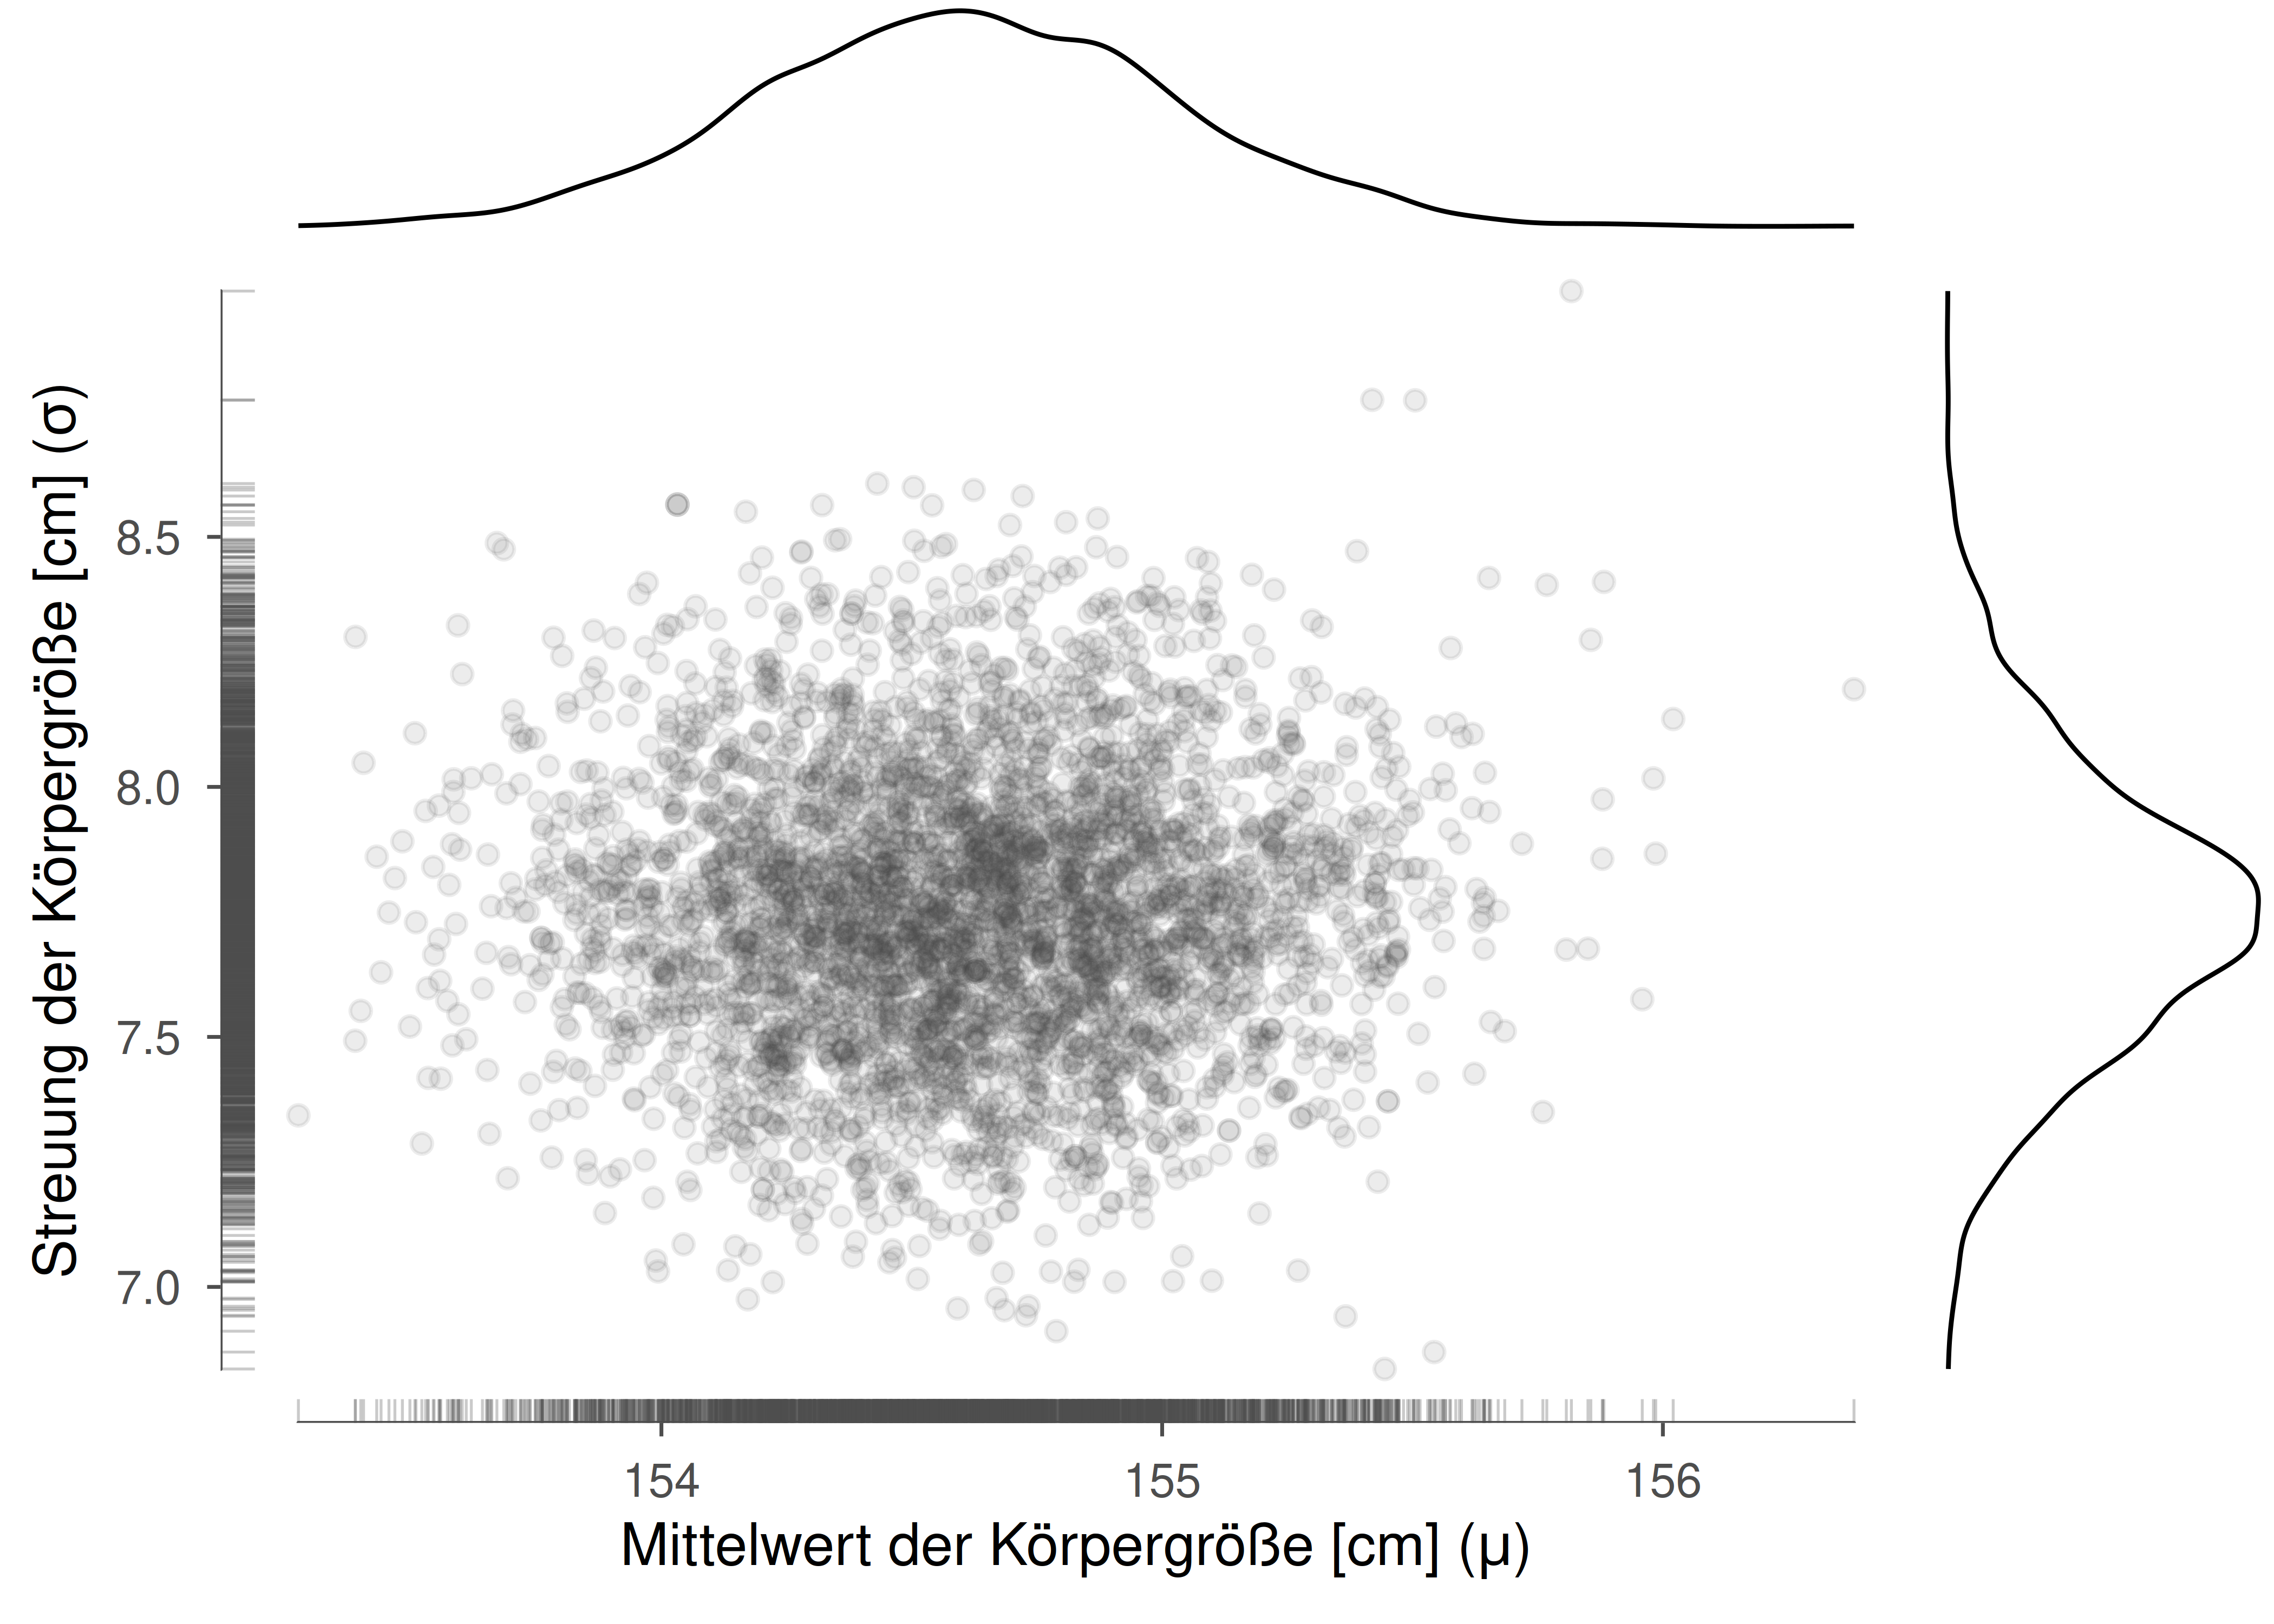 Streuung der Körpergröße [cm] (σ)
8.5
8.0
7.5
7.0
154 155 156
Mittelwert der Körpergröße [cm] (μ)